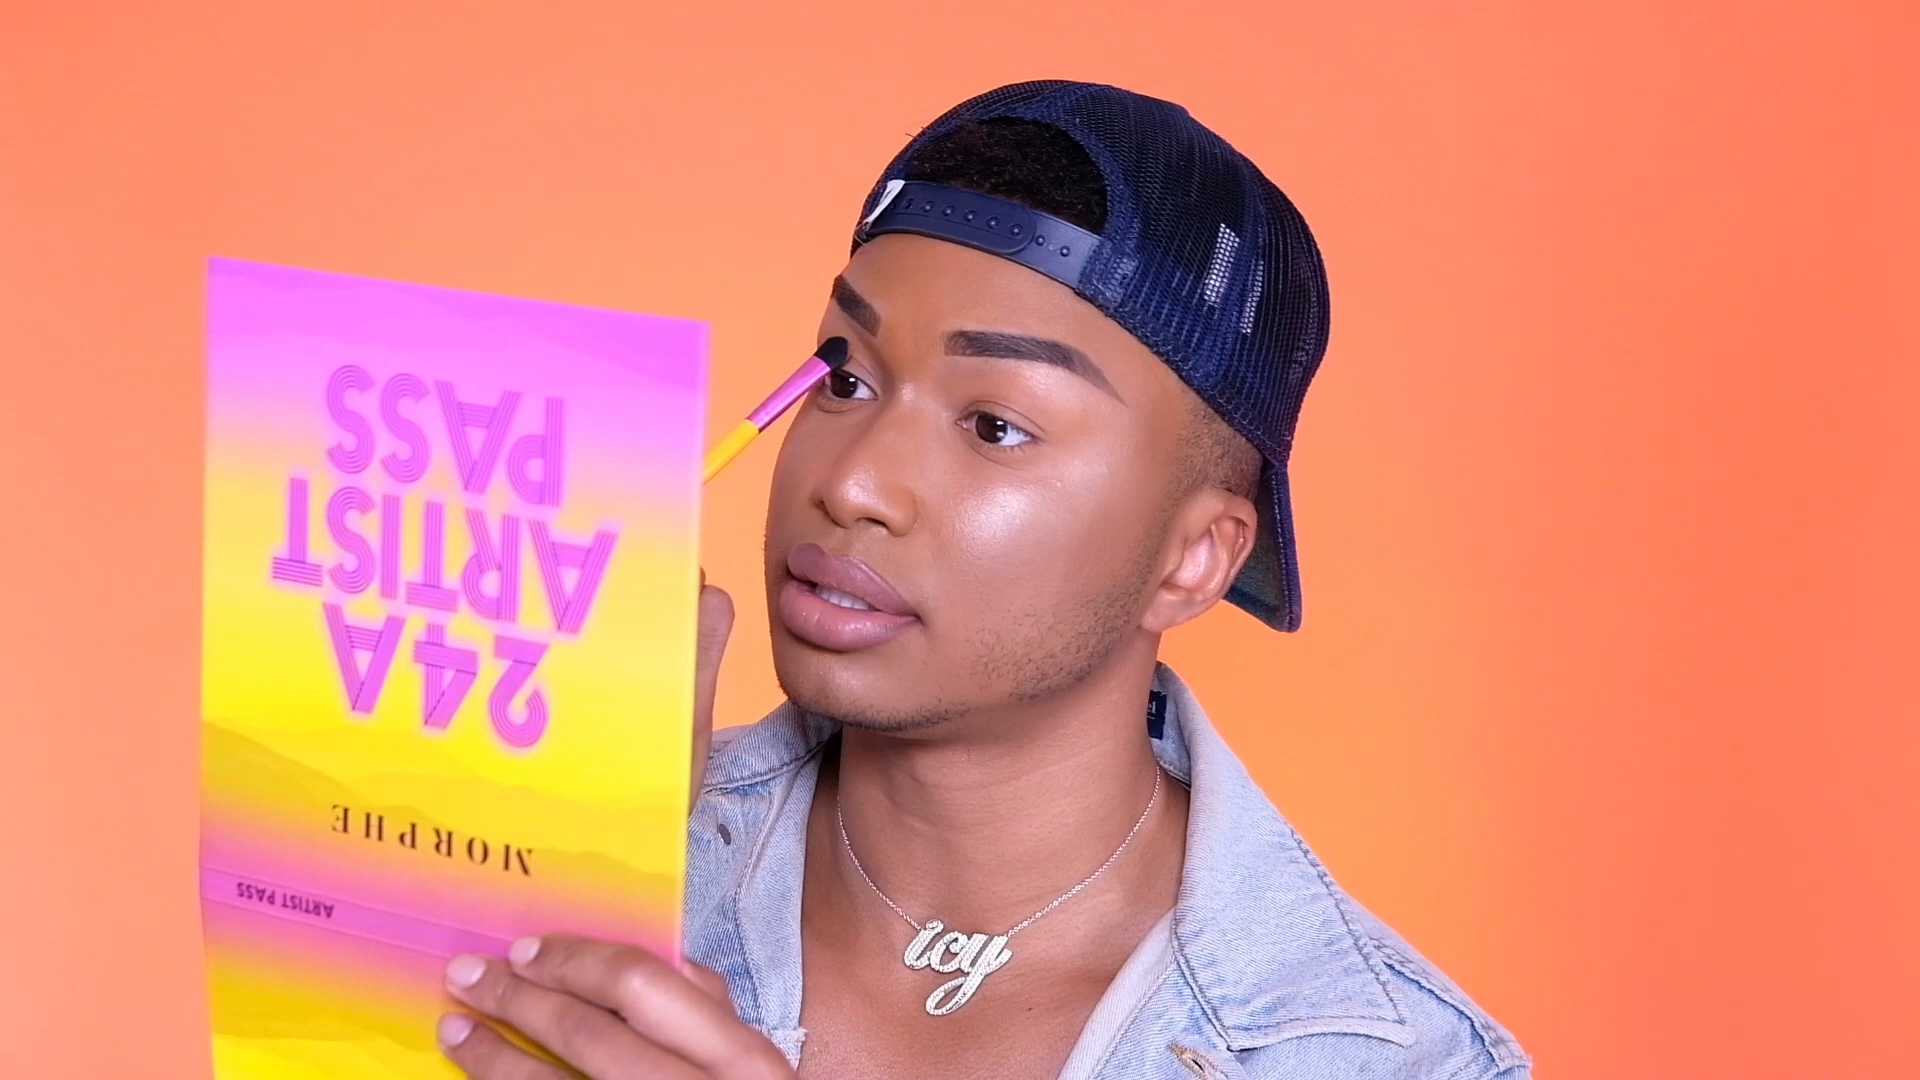 24A
ARTIST
PASS
MORPHE
ARTIST PASS
icy